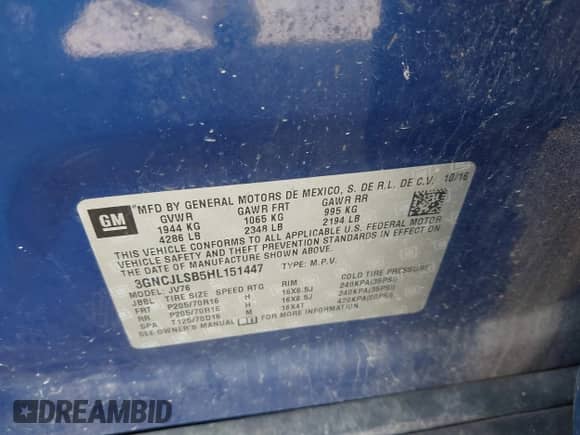 GM
MFD BY GENERAL MOTORS DE MEXICO, S. DE R.L. DE C.V. 10/16
GVWR GAWR FRT GAWR RR
1944 KG 1065 KG 995 KG
4286 LB 2348 LB 2194 LB
THIS VEHICLE CONFORMS TO ALL APPLICABLE U.S. FEDERAL MOTOR
VEHICLE SAFETY, BUMPER, AND THEFT PREVENTION STANDARDS IN
EFFECT ON THE DATE OF MANUFACTURE SHOWN ABOVE.
3GNCJLSB5HL151447 TYPE: M.P.V.
MODEL: JV76
JBBL TIRE SIZE SPEED RTG RIM COLD TIRE PRESSURE
FRT P205/70R16 H 16X6.5J 240KPA(35PSI)
RR P205/70R16 H 16X6.5J 240KPA(35PSI)
SPA T125/70D16 M 16X4T 420KPA(60PSI)
SEE OWNER'S MANUAL FOR MORE INFORMATION
DREAMBID